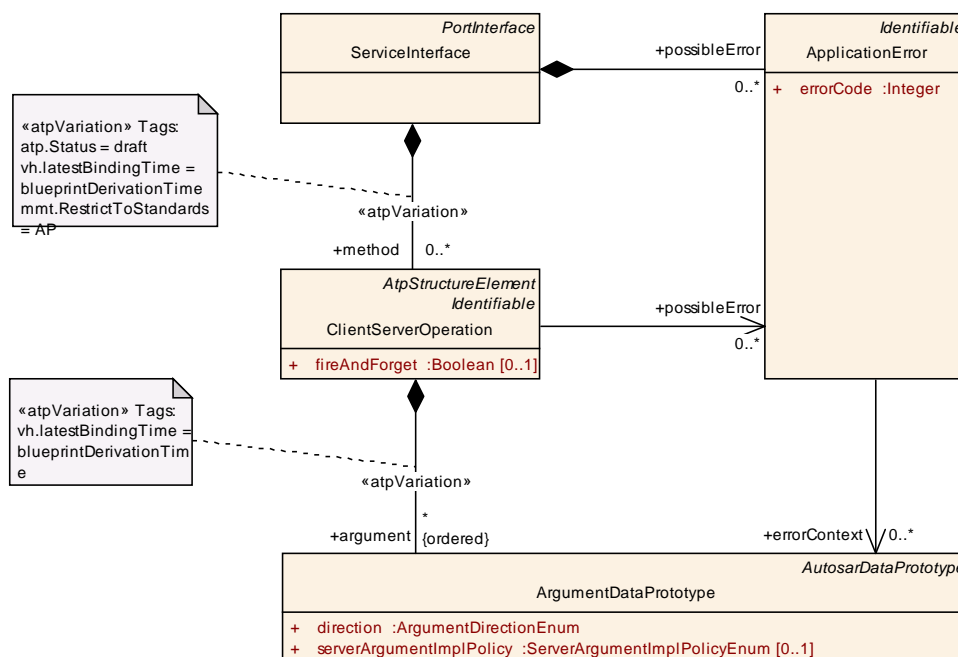 PortInterface
ServiceInterface
Identifiable
ApplicationError
+ errorCode :Integer
+possibleError
0..*
«atpVariation» Tags:
atp.Status = draft
vh.latestBindingTime =
blueprintDerivationTime
mmt.RestrictToStandards
= AP
«atpVariation»
+method 0..*
AtpStructureElement
Identifiable
ClientServerOperation
+ fireAndForget :Boolean [0..1]
+possibleError
0..*
«atpVariation» Tags:
vh.latestBindingTime =
blueprintDerivationTim
e
«atpVariation»
*
+argument {ordered}
+errorContext 0..*
AutosarDataPrototype
ArgumentDataPrototype
+ direction :ArgumentDirectionEnum
+ serverArgumentImplPolicy :ServerArgumentImplPolicyEnum [0..1]